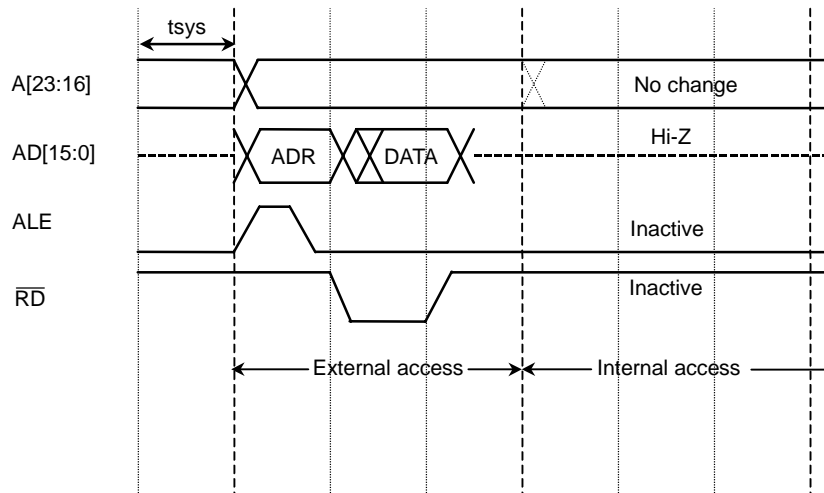 tsys
A[23:16]
No change
AD[15:0]
ADR
DATA
Hi-Z
ALE
Inactive
RD
Inactive
External access
Internal access